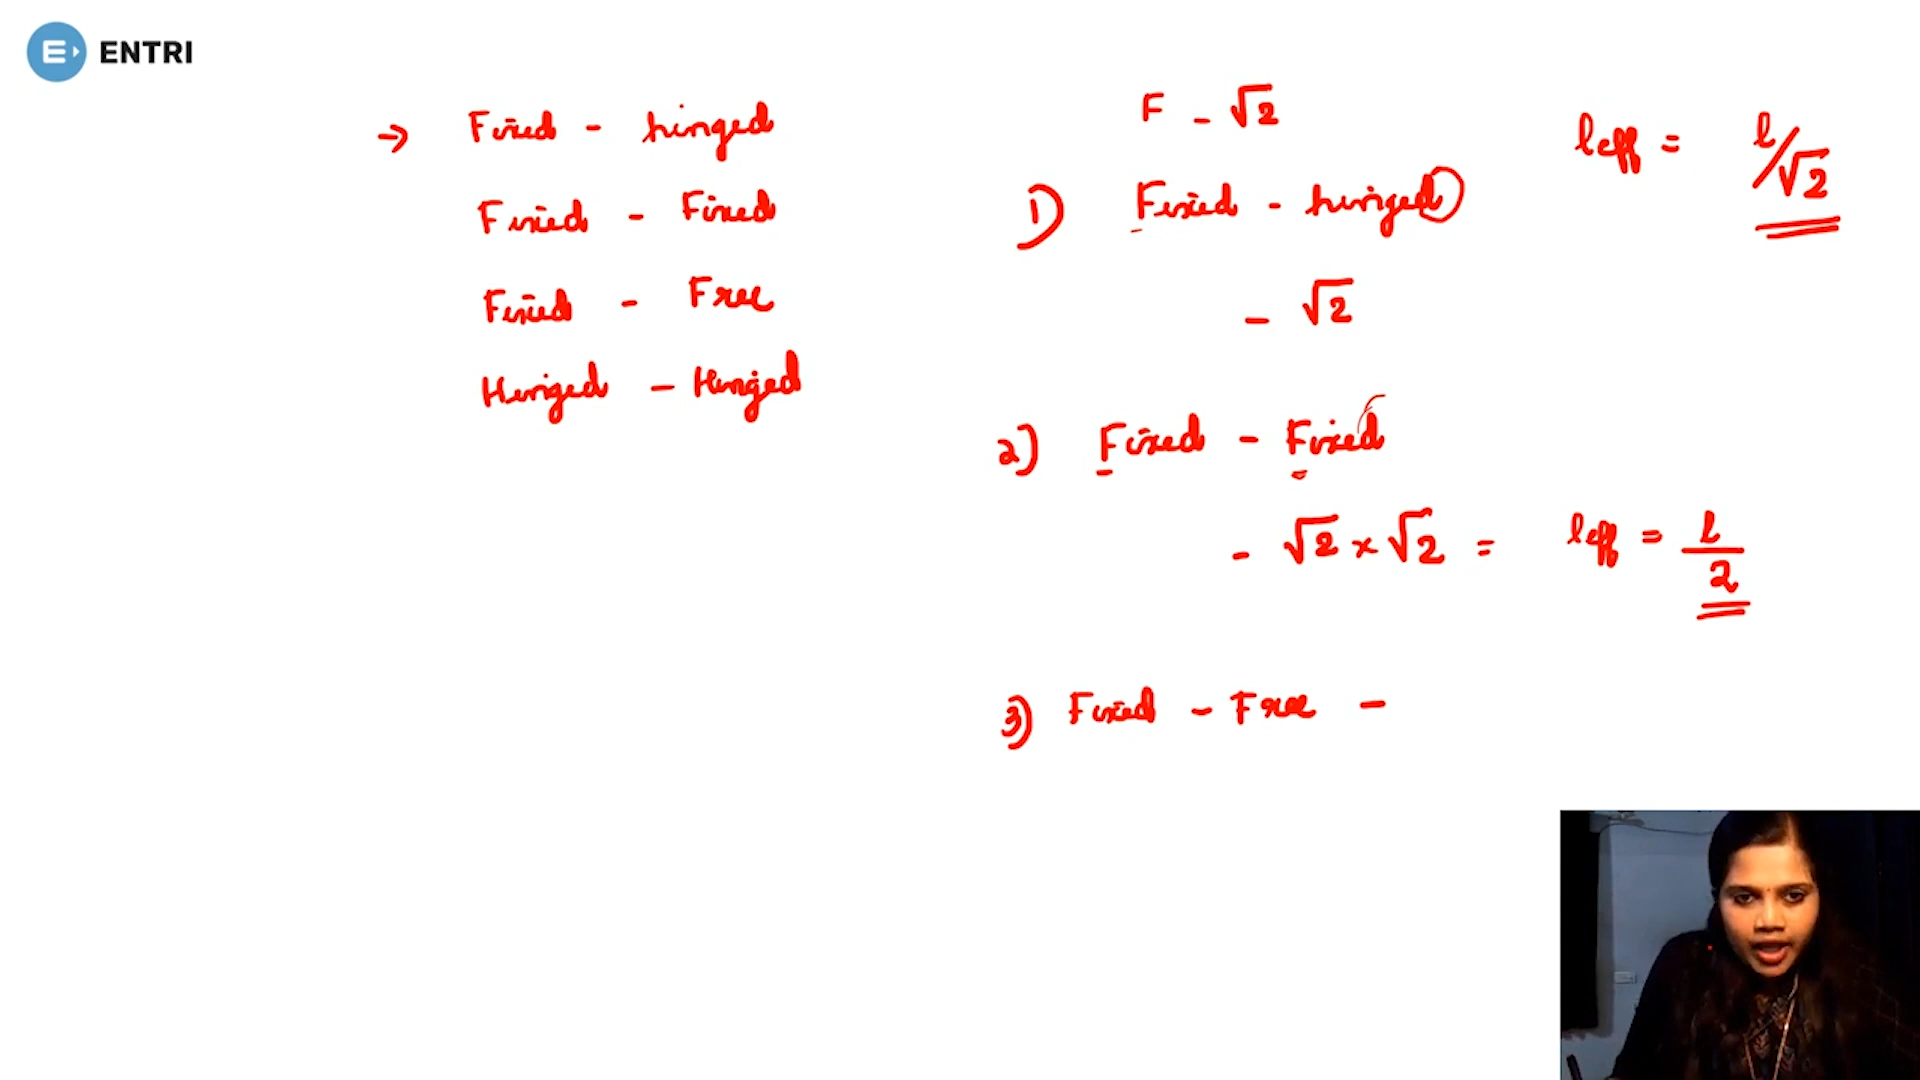 ENTRI
→ Fixed - hinged
Fixed - Fixed
Fixed - Free
Hinged - Hinged
F - √2
1) Fixed - hinged
leff = l/√2
- √2
2) Fixed - Fixed
- √2 × √2 = leff = l/2
3) Fixed - Free -